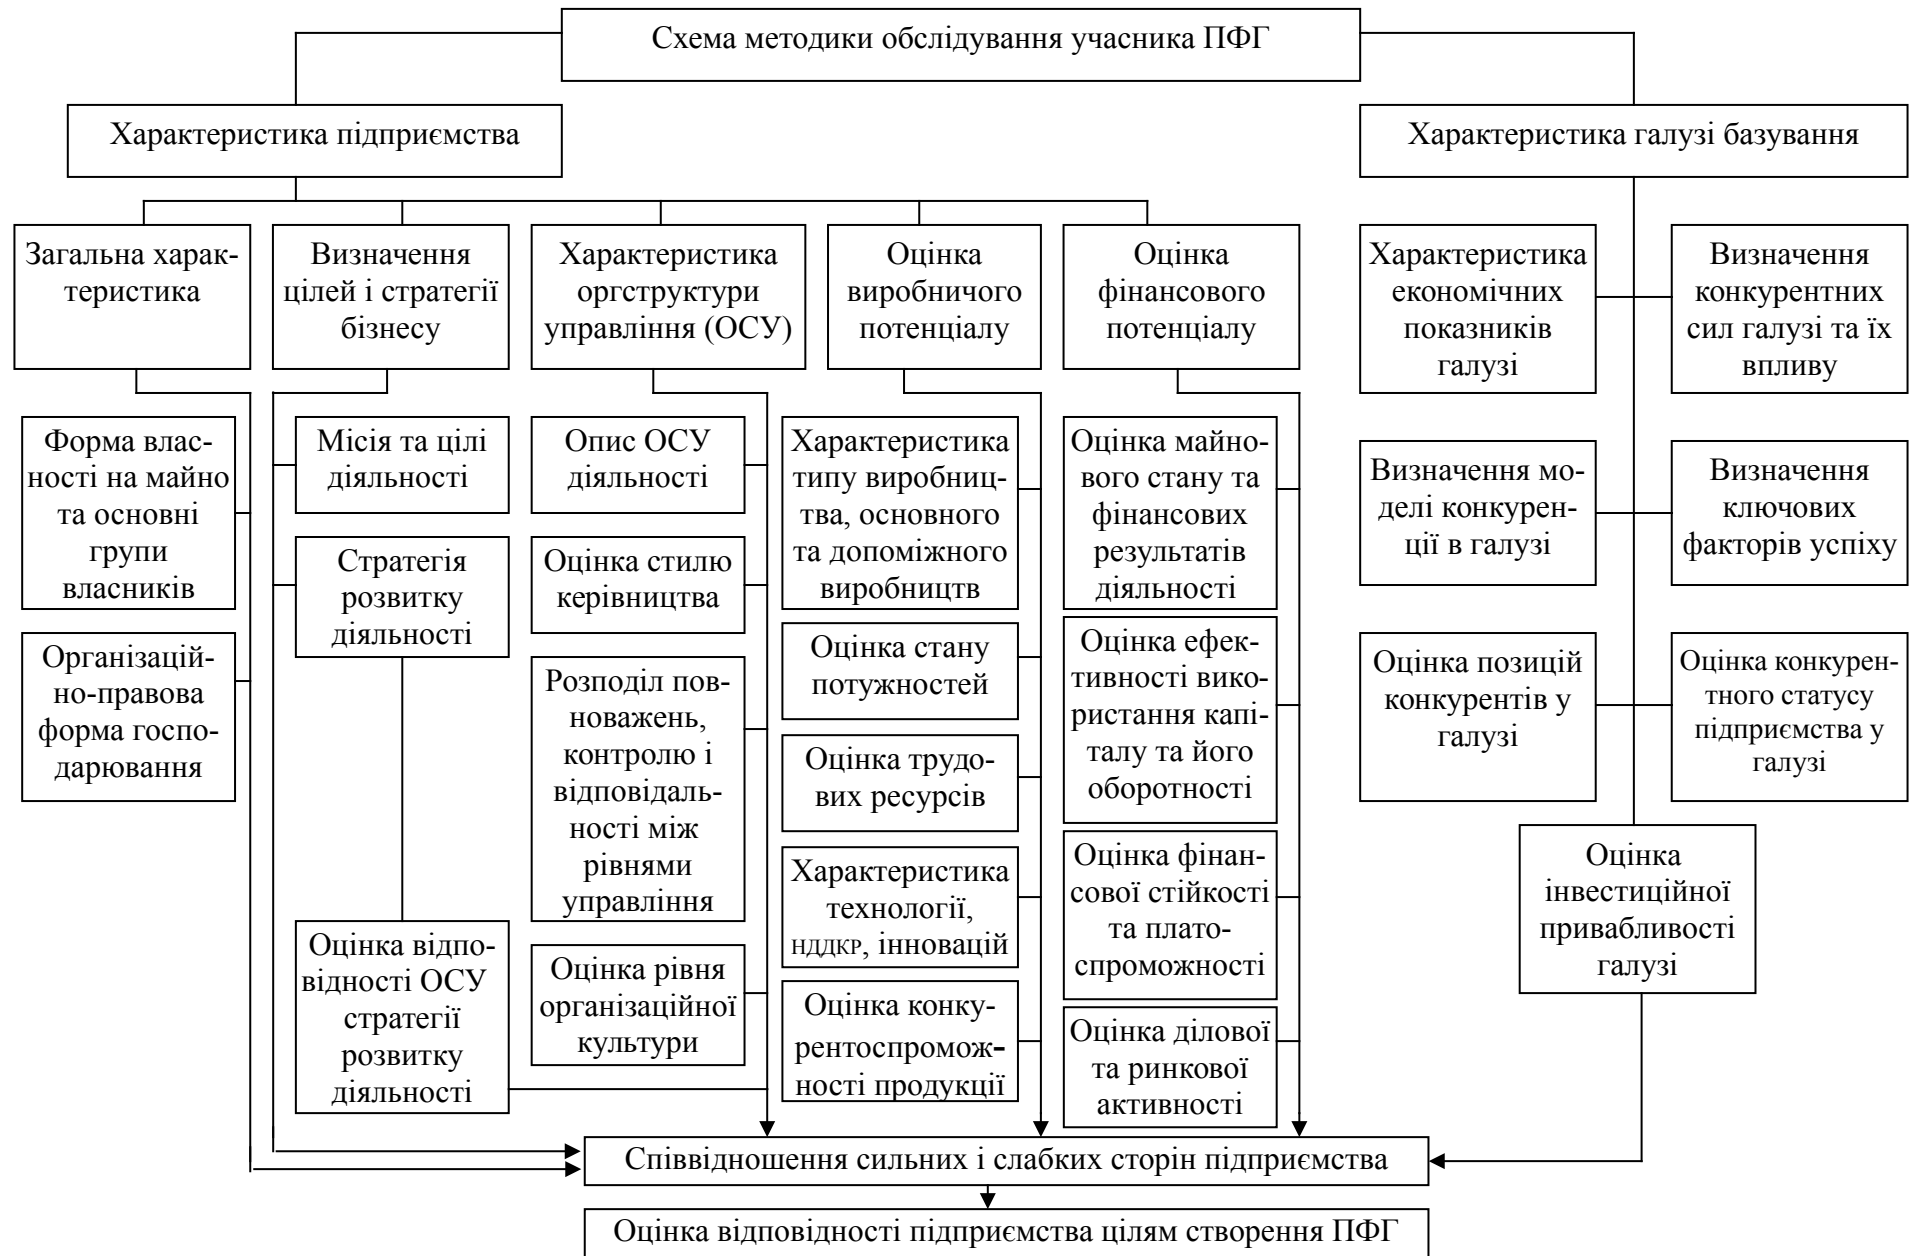 Схема методики обслідування учасника ПФГ
Характеристика підприємства
Характеристика галузі базування
Загальна харак-
теристика
Визначення
цілей і стратегії
бізнесу
Характеристика
оргструктури
управління (ОСУ)
Оцінка
виробничого
потенціалу
Оцінка
фінансового
потенціалу
Характеристика
економічних
показників
галузі
Визначення
конкурентних
сил галузі та їх
впливу
Форма влас-
ності на майно
та основні
групи
власників
Організацій-
но-правова
форма госпо-
дарювання
Місія та цілі
діяльності
Стратегія
розвитку
діяльності
Оцінка відпо-
відності ОСУ
стратегії
розвитку
діяльності
Опис ОСУ
діяльності
Оцінка стилю
керівництва
Розподіл пов-
новажень,
контролю і
відповідаль-
ності між
рівнями
управління
Оцінка рівня
організаційної
культури
Характеристика
типу виробниц-
тва, основного
та допоміжного
виробництв
Оцінка стану
потужностей
Оцінка трудо-
вих ресурсів
Характеристика
технології,
НДДКР, інновацій
Оцінка конку-
рентоспромож-
ності продукції
Оцінка майно-
вого стану та
фінансових
результатів
діяльності
Оцінка ефек-
тивності вико-
ристання капі-
талу та його
оборотності
Оцінка фінан-
сової стійкості
та плато-
спроможності
Оцінка ділової
та ринкової
активності
Визначення мо-
делі конкурен-
ції в галузі
Визначення
ключових
факторів успіху
Оцінка позицій
конкурентів у
галузі
Оцінка конкурен-
тного статусу
підприємства у
галузі
Оцінка
інвестиційної
привабливості
галузі
Співвідношення сильних і слабких сторін підприємства
Оцінка відповідності підприємства цілям створення ПФГ